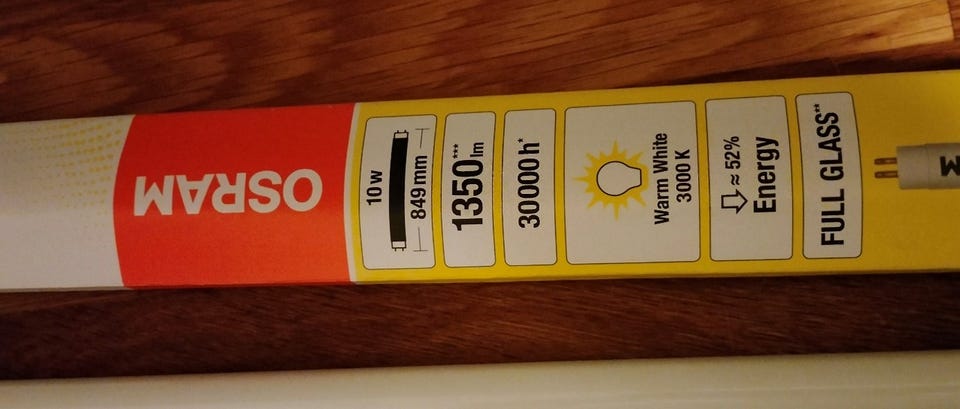 OSRAM
10 w
849 mm
1350*** lm
30000 h*
Warm White
3000 K
≈ 52%
Energy
FULL GLASS**